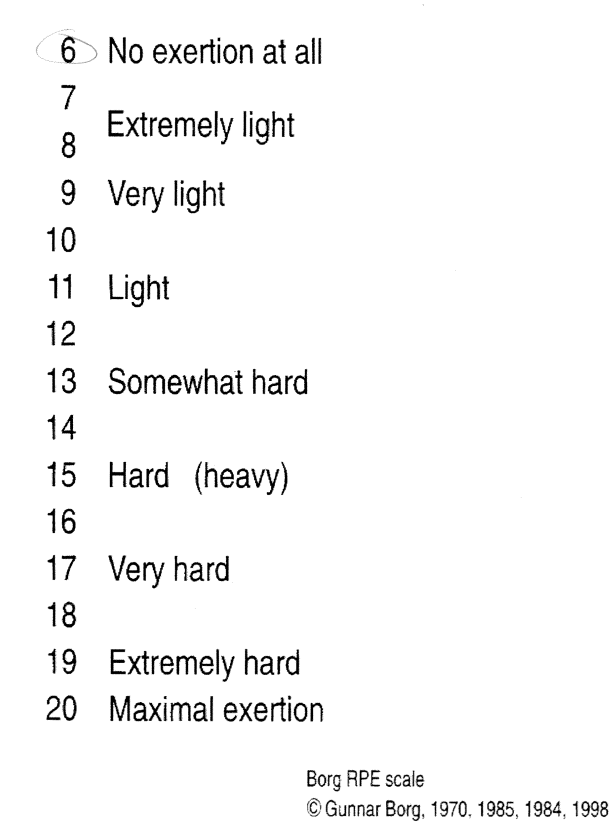 6 No exertion at all
7
Extremely light
8
9 Very light
10
11 Light
12
13 Somewhat hard
14
15 Hard (heavy)
16
17 Very hard
18
19 Extremely hard
20 Maximal exertion
Borg RPE scale
© Gunnar Borg, 1970. 1985, 1984, 1998